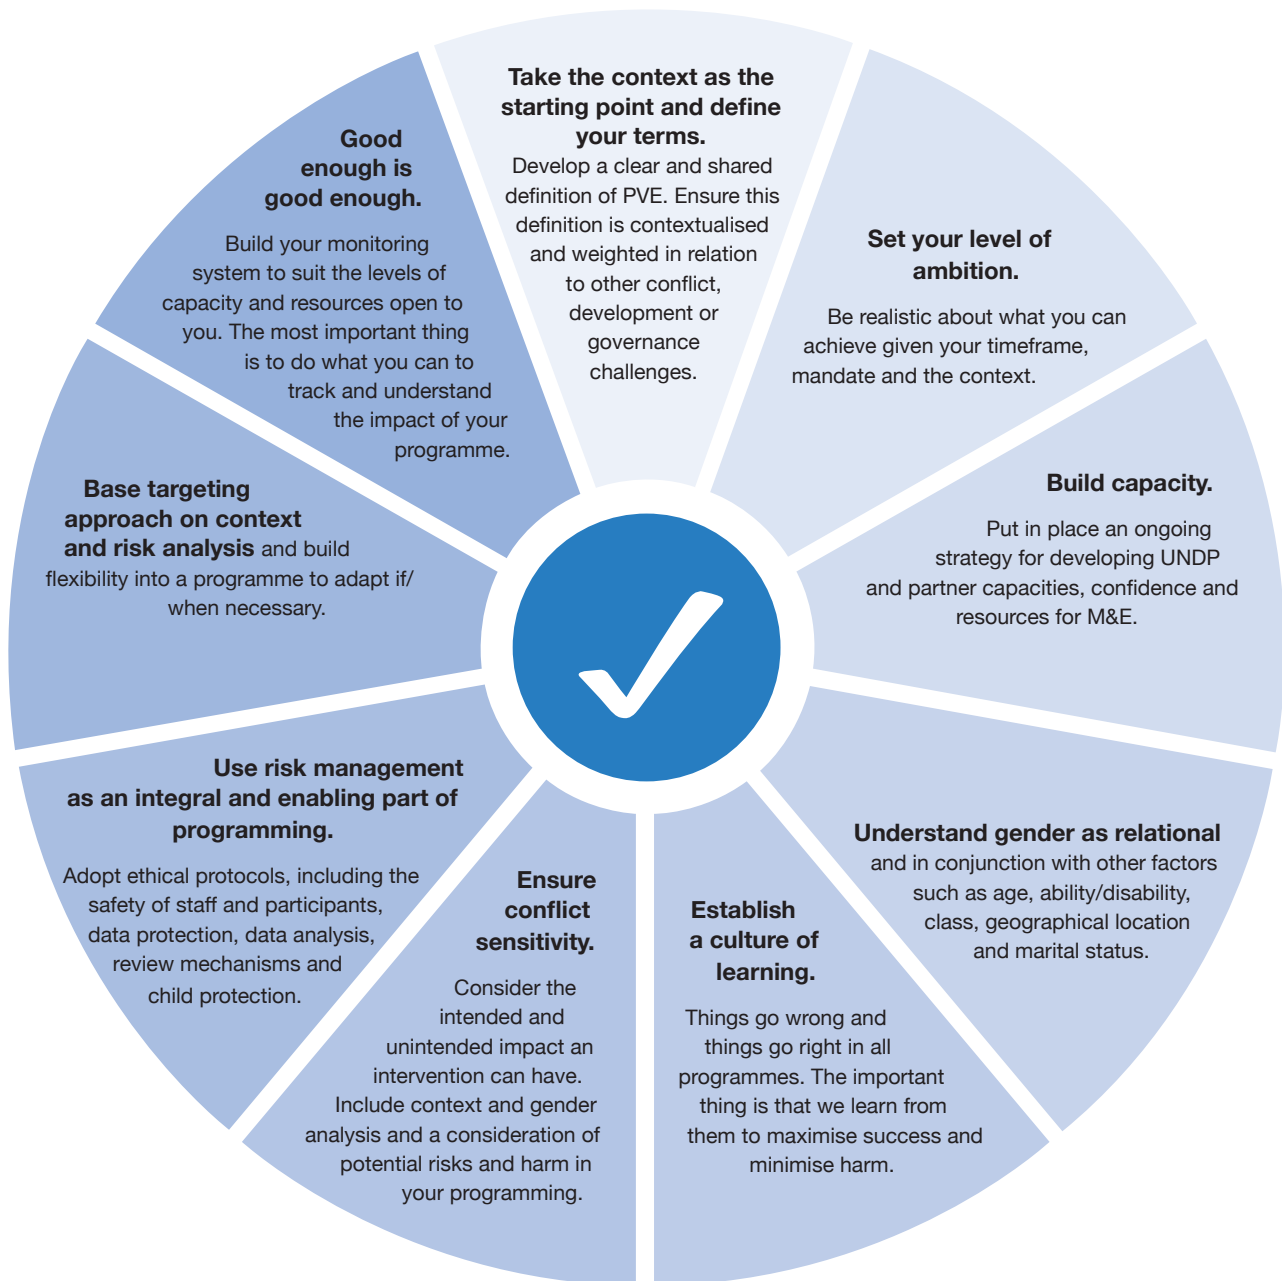 Take the context as the
starting point and define
your terms.
Develop a clear and shared
definition of PVE. Ensure this
definition is contextualised
and weighted in relation
to other conflict,
development or
governance
challenges.
Set your level of
ambition.
Be realistic about what you can
achieve given your timeframe,
mandate and the context.
Build capacity.
Put in place an ongoing
strategy for developing UNDP
and partner capacities, confidence and
resources for M&E.
Understand gender as relational
and in conjunction with other factors
such as age, ability/disability,
class, geographical location
and marital status.
Establish
a culture of
learning.
Things go wrong and
things go right in all
programmes. The important
thing is that we learn from
them to maximise success and
minimise harm.
Ensure
conflict
sensitivity.
Consider the
intended and
unintended impact an
intervention can have.
Include context and gender
analysis and a consideration of
potential risks and harm in
your programming.
Use risk management
as an integral and enabling part of
programming.
Adopt ethical protocols, including the
safety of staff and participants,
data protection, data analysis,
review mechanisms and
child protection.
Base targeting
approach on context
and risk analysis and build
flexibility into a programme to adapt if/
when necessary.
Good
enough is
good enough.
Build your monitoring
system to suit the levels of
capacity and resources open to
you. The most important thing
is to do what you can to
track and understand
the impact of your
programme.